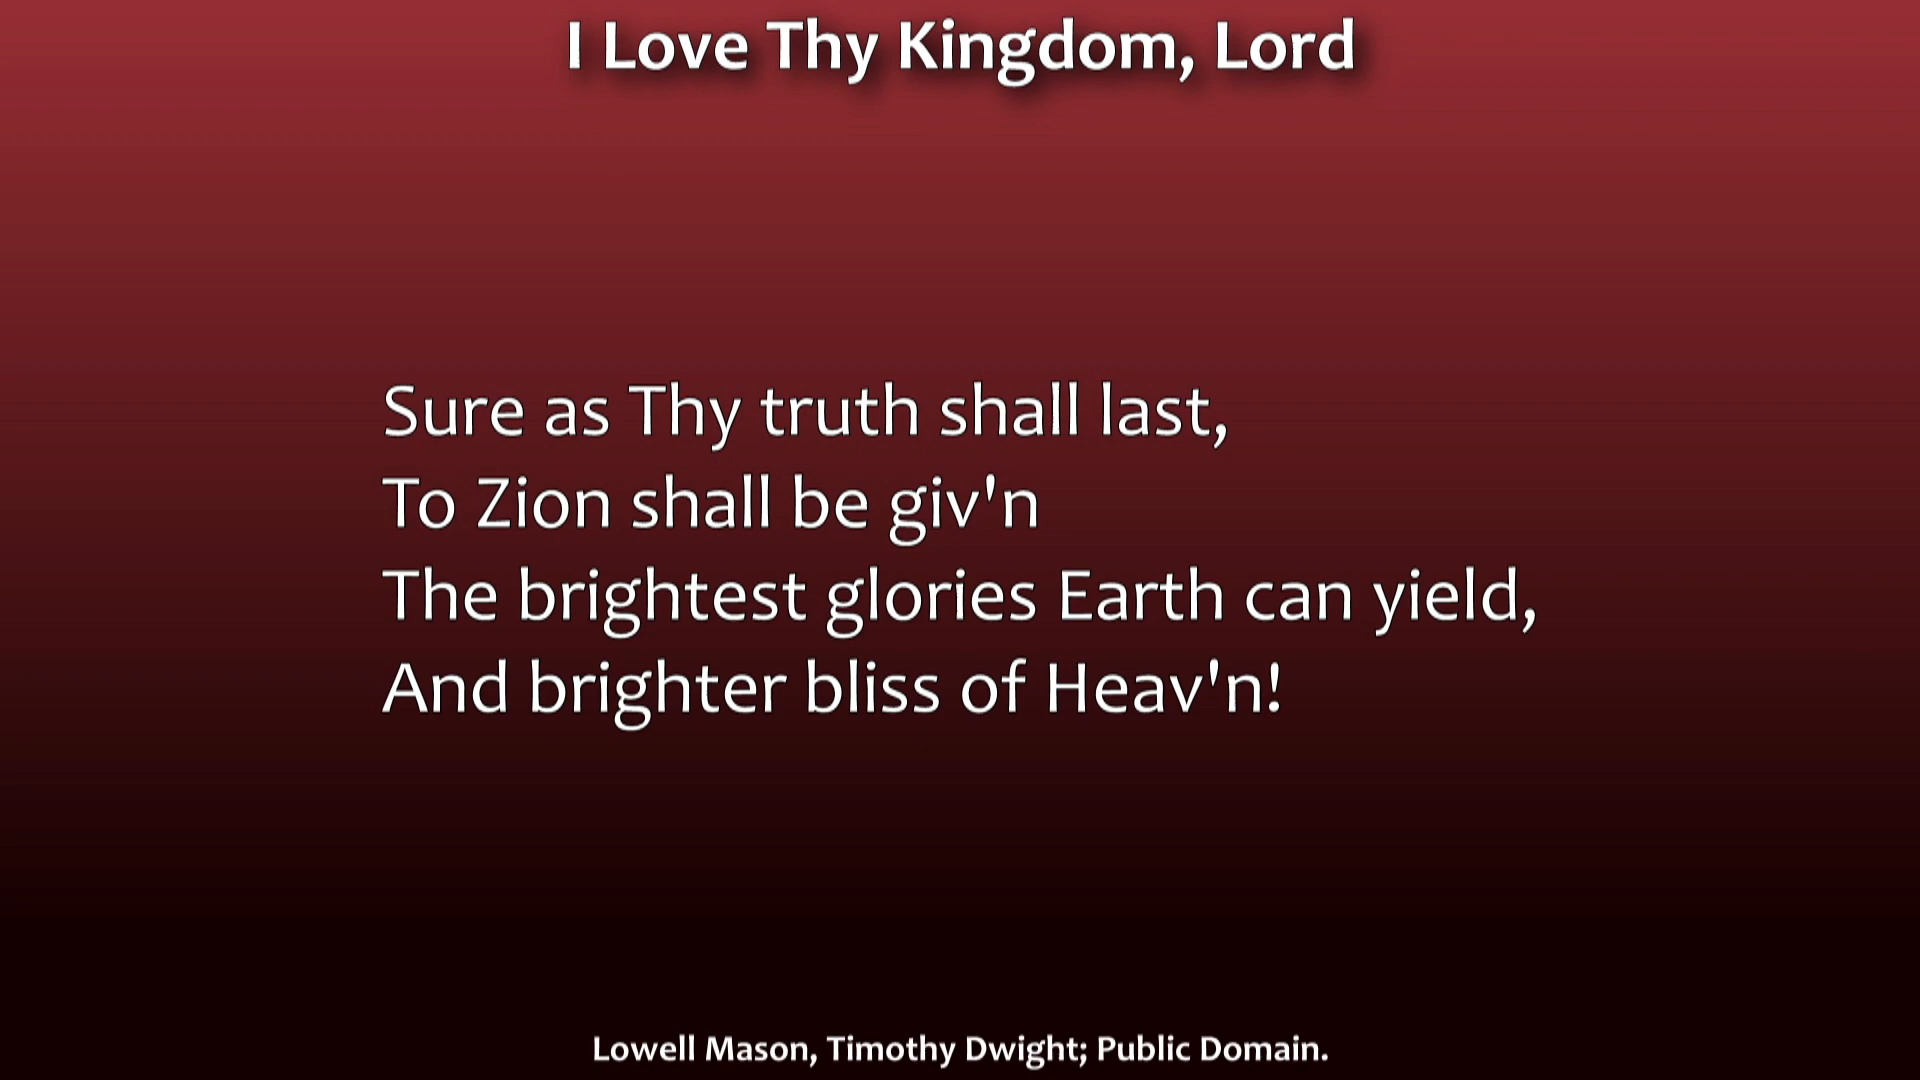 I Love Thy Kingdom, Lord
Sure as Thy truth shall last,
To Zion shall be giv'n
The brightest glories Earth can yield,
And brighter bliss of Heav'n!
Lowell Mason, Timothy Dwight; Public Domain.